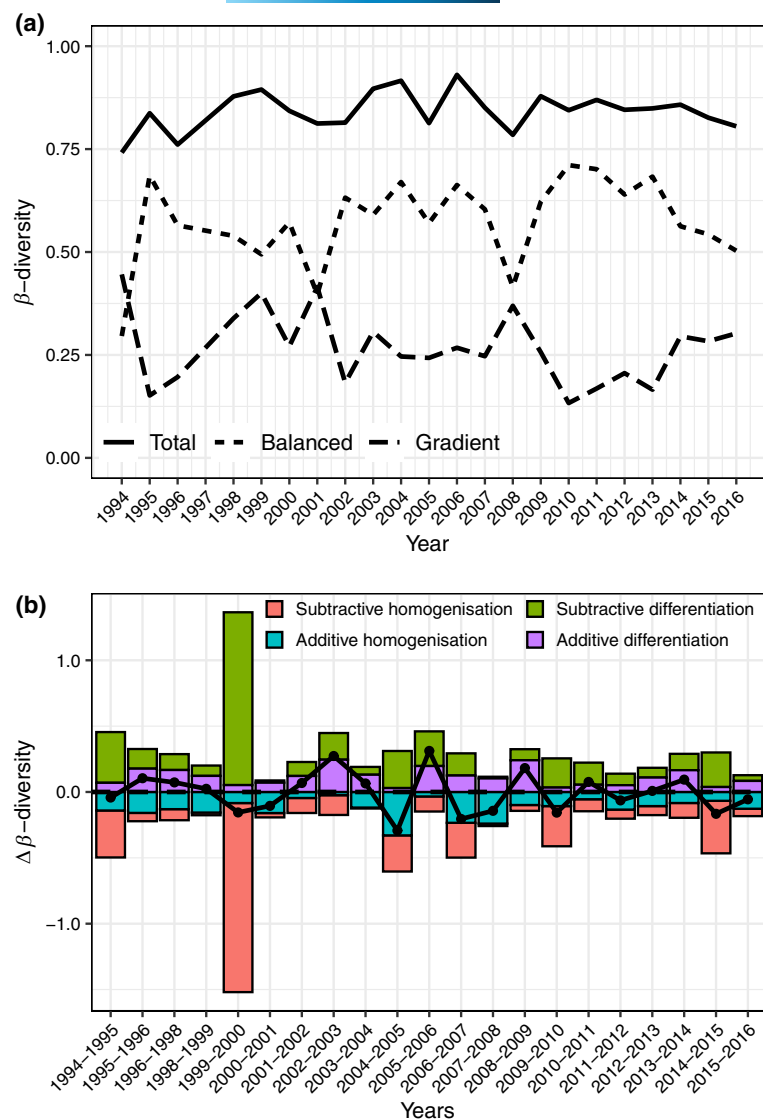 (a)
1.00
0.75
0.50
0.25
0.00
β−diversity
Total Balanced Gradient
1994 1995 1996 1997 1998 1999 2000 2001 2002 2003 2004 2005 2006 2007 2008 2009 2010 2011 2012 2013 2014 2015 2016
Year
(b)
Subtractive homogenisation Subtractive differentiation
Additive homogenisation Additive differentiation
1.0
0.0
−1.0
Δ β−diversity
1994−1995 1995−1996 1996−1998 1998−1999 1999−2000 2000−2001 2001−2002 2002−2003 2003−2004 2004−2005 2005−2006 2006−2007 2007−2008 2008−2009 2009−2010 2010−2011 2011−2012 2012−2013 2013−2014 2014−2015 2015−2016
Years